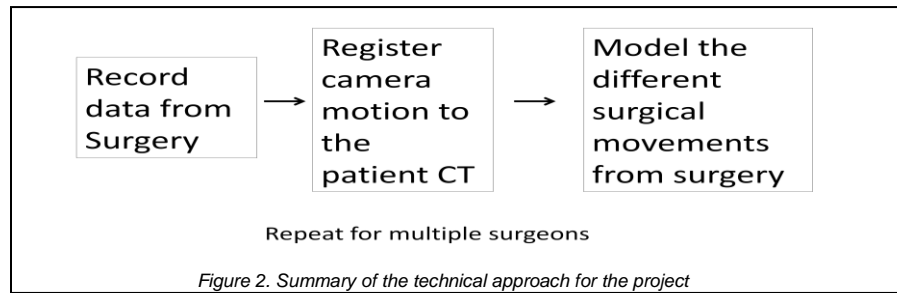 Record
data from
Surgery
Register
camera
motion to
the
patient CT
Model the
different
surgical
movements
from surgery
Repeat for multiple surgeons
Figure 2. Summary of the technical approach for the project